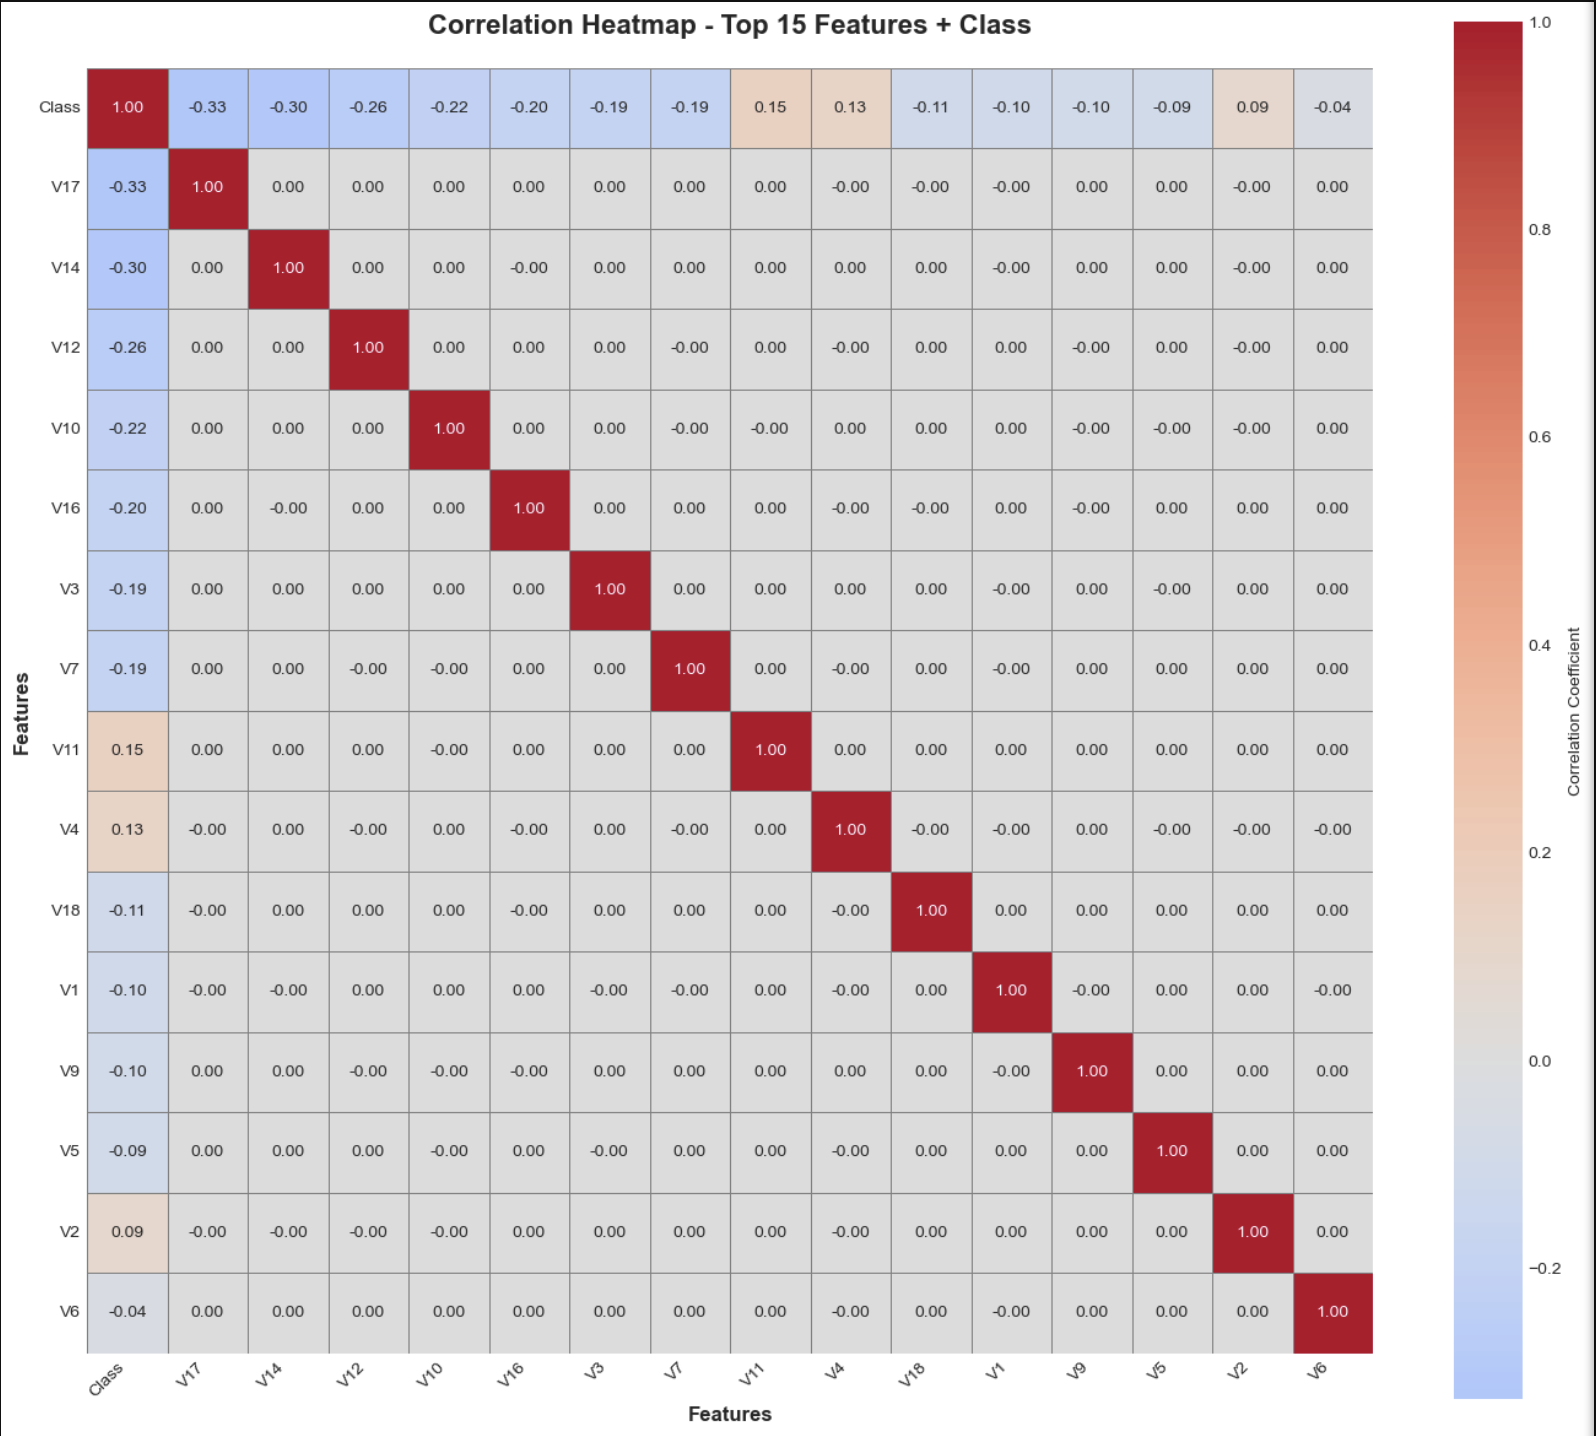 Correlation Heatmap - Top 15 Features + Class
Class 1.00 -0.33 -0.30 -0.26 -0.22 -0.20 -0.19 -0.19 0.15 0.13 -0.11 -0.10 -0.10 -0.09 0.09 -0.04
V17 -0.33 1.00 0.00 0.00 0.00 0.00 0.00 0.00 0.00 -0.00 -0.00 -0.00 0.00 0.00 -0.00 0.00
V14 -0.30 0.00 1.00 0.00 0.00 -0.00 0.00 0.00 0.00 0.00 0.00 -0.00 0.00 0.00 -0.00 0.00
V12 -0.26 0.00 0.00 1.00 0.00 0.00 0.00 -0.00 0.00 -0.00 0.00 0.00 -0.00 0.00 -0.00 0.00
V10 -0.22 0.00 0.00 0.00 1.00 0.00 0.00 -0.00 -0.00 0.00 0.00 0.00 -0.00 -0.00 -0.00 0.00
V16 -0.20 0.00 -0.00 0.00 0.00 1.00 0.00 0.00 0.00 -0.00 -0.00 0.00 -0.00 0.00 0.00 0.00
V3 -0.19 0.00 0.00 0.00 0.00 0.00 1.00 0.00 0.00 0.00 0.00 -0.00 0.00 -0.00 0.00 0.00
V7 -0.19 0.00 0.00 -0.00 -0.00 0.00 0.00 1.00 0.00 -0.00 0.00 -0.00 0.00 0.00 0.00 0.00
V11 0.15 0.00 0.00 0.00 -0.00 0.00 0.00 0.00 1.00 0.00 0.00 0.00 0.00 0.00 0.00 0.00
V4 0.13 -0.00 0.00 -0.00 0.00 -0.00 0.00 -0.00 0.00 1.00 -0.00 -0.00 0.00 -0.00 -0.00 -0.00
V18 -0.11 -0.00 0.00 0.00 0.00 -0.00 0.00 0.00 0.00 -0.00 1.00 0.00 0.00 0.00 0.00 0.00
V1 -0.10 -0.00 -0.00 0.00 0.00 0.00 -0.00 -0.00 0.00 -0.00 0.00 1.00 -0.00 0.00 0.00 -0.00
V9 -0.10 0.00 0.00 -0.00 -0.00 -0.00 0.00 0.00 0.00 0.00 0.00 -0.00 1.00 0.00 0.00 0.00
V5 -0.09 0.00 0.00 0.00 -0.00 0.00 -0.00 0.00 0.00 -0.00 0.00 0.00 0.00 1.00 0.00 0.00
V2 0.09 -0.00 -0.00 -0.00 -0.00 0.00 0.00 0.00 0.00 -0.00 0.00 0.00 0.00 0.00 1.00 0.00
V6 -0.04 0.00 0.00 0.00 0.00 0.00 0.00 0.00 0.00 -0.00 0.00 -0.00 0.00 0.00 0.00 1.00
Class V17 V14 V12 V10 V16 V3 V7 V11 V4 V18 V1 V9 V5 V2 V6
Features
Features
1.0
0.8
0.6
0.4
0.2
0.0
−0.2
Correlation Coefficient